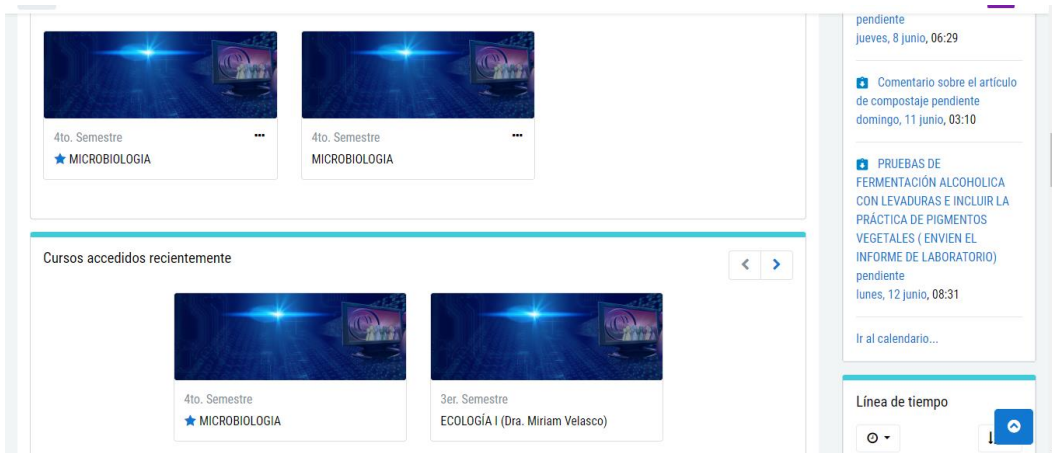 4to. Semestre
MICROBIOLOGIA
4to. Semestre
MICROBIOLOGIA
Cursos accedidos recientemente
4to. Semestre
MICROBIOLOGIA
3er. Semestre
ECOLOGÍA I (Dra. Miriam Velasco)
pendiente
jueves, 8 junio, 06:29
Comentario sobre el artículo
de compostaje pendiente
domingo, 11 junio, 03:10
PRUEBAS DE
FERMENTACIÓN ALCOHOLICA
CON LEVADURAS E INCLUIR LA
PRÁCTICA DE PIGMENTOS
VEGETALES ( ENVIEN EL
INFORME DE LABORATORIO)
pendiente
lunes, 12 junio, 08:31
Ir al calendario...
Línea de tiempo